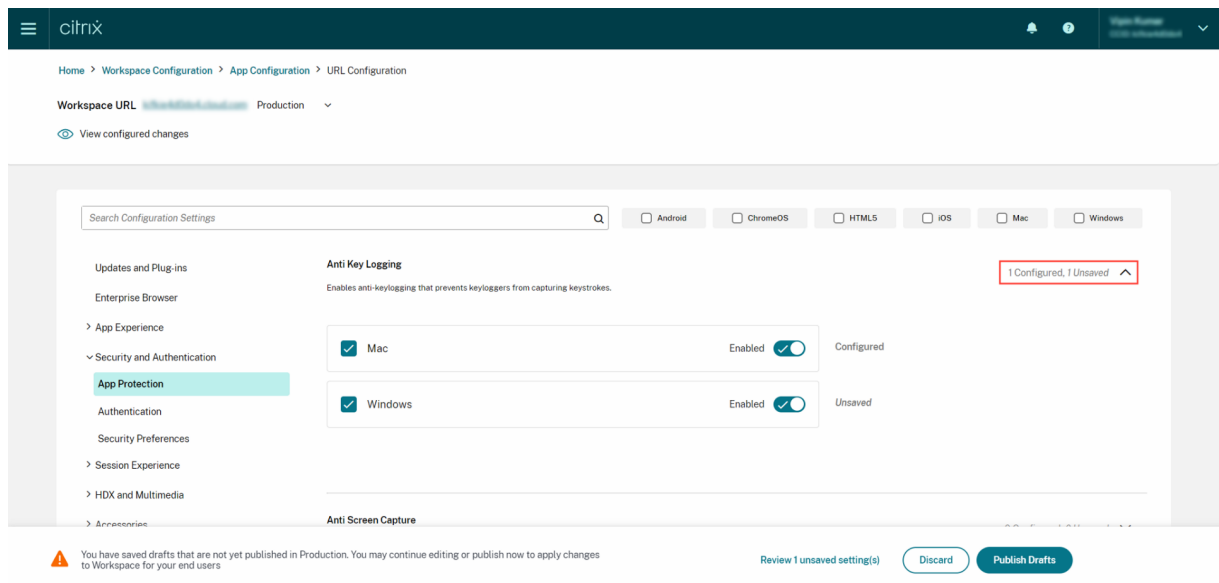 citrix
Home > Workspace Configuration > App Configuration > URL Configuration
Workspace URL Production
View configured changes
Search Configuration Settings
Android
ChromeOS
HTML5
iOS
Mac
Windows
Updates and Plug-ins
Enterprise Browser
App Experience
Security and Authentication
App Protection
Authentication
Security Preferences
Session Experience
HDX and Multimedia
Accessories
Anti Key Logging
1 Configured, 1 Unsaved
Enables anti-keylogging that prevents keyloggers from capturing keystrokes.
Mac Enabled Configured
Windows Enabled Unsaved
Anti Screen Capture
You have saved drafts that are not yet published in Production. You may continue editing or publish now to apply changes
to Workspace for your end users
Review 1 unsaved setting(s)
Discard
Publish Drafts